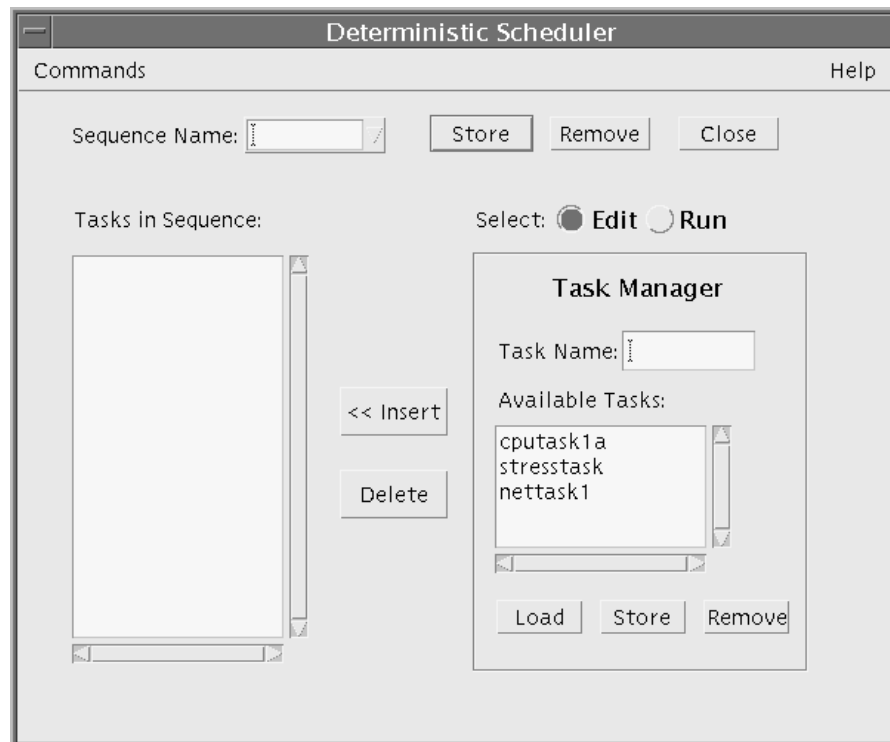 Deterministic Scheduler
Commands Help
Sequence Name: Store Remove Close
Tasks in Sequence: Select: Edit Run
Task Manager
Task Name:
<< Insert Available Tasks:
cputask1a
stresstask
nettask1
Delete
Load Store Remove